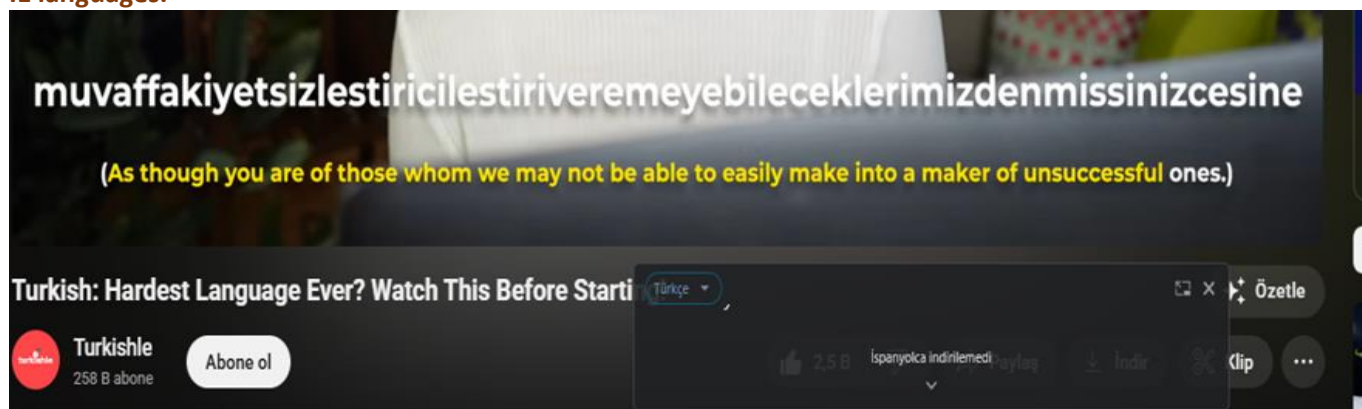 IE languages.
muvaffakiyetsizlestiricilestiriveremeyebileceklerimizdenmissinizcesine
(As though you are of those whom we may not be able to easily make into a maker of unsuccessful ones.)
Turkish: Hardest Language Ever? Watch This Before Starti
Türkçe
Özetle
Turkishle
258 B abone
Abone ol
2,5 B
İspanyolca indirilemedi
Paylaş
İndir
Klip